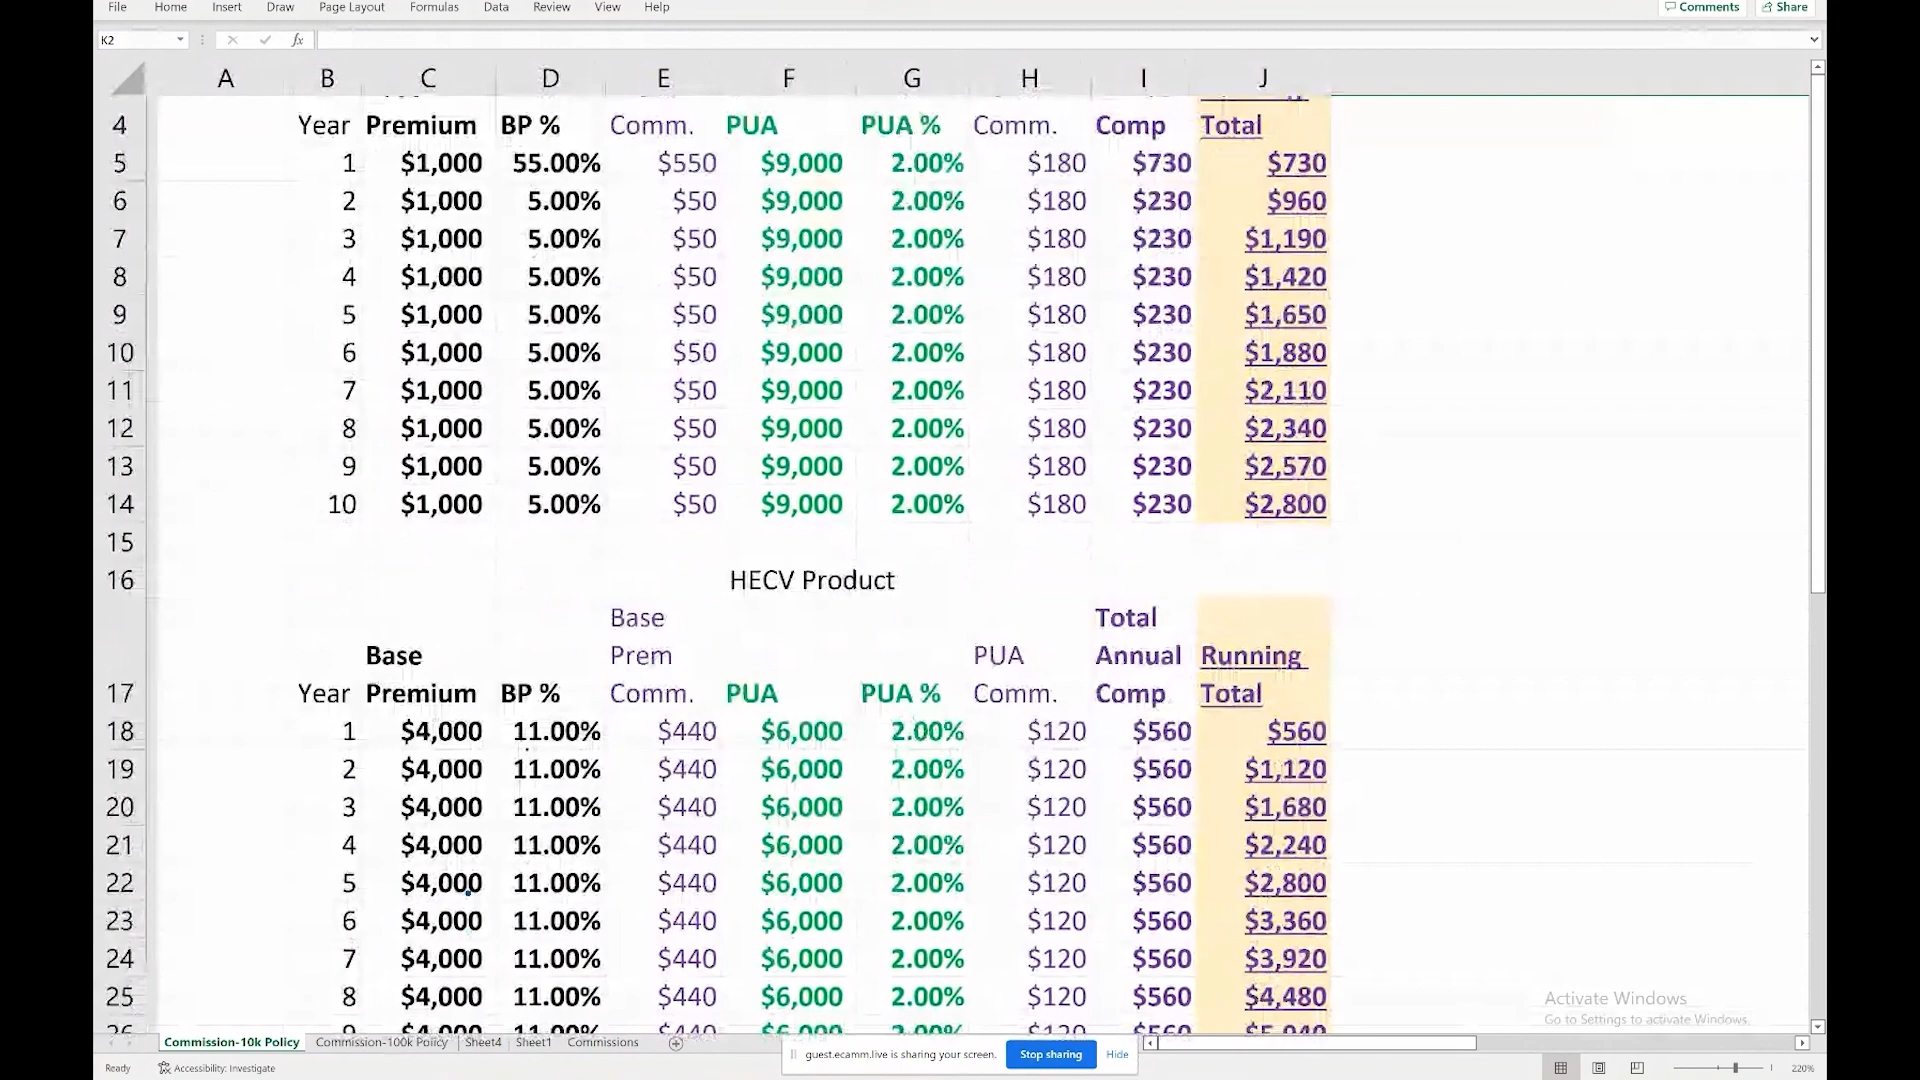 File Home Insert Draw Page Layout Formulas Data Review View Help Comments Share
K2 fx
A B C D E F G H I J
4 Year Premium BP % Comm. PUA PUA % Comm. Comp Total
5 1 $1,000 55.00% $550 $9,000 2.00% $180 $730 $730
6 2 $1,000 5.00% $50 $9,000 2.00% $180 $230 $960
7 3 $1,000 5.00% $50 $9,000 2.00% $180 $230 $1,190
8 4 $1,000 5.00% $50 $9,000 2.00% $180 $230 $1,420
9 5 $1,000 5.00% $50 $9,000 2.00% $180 $230 $1,650
10 6 $1,000 5.00% $50 $9,000 2.00% $180 $230 $1,880
11 7 $1,000 5.00% $50 $9,000 2.00% $180 $230 $2,110
12 8 $1,000 5.00% $50 $9,000 2.00% $180 $230 $2,340
13 9 $1,000 5.00% $50 $9,000 2.00% $180 $230 $2,570
14 10 $1,000 5.00% $50 $9,000 2.00% $180 $230 $2,800
15
16 HECV Product
Base Total
Base Prem PUA Annual Running
17 Year Premium BP % Comm. PUA PUA % Comm. Comp Total
18 1 $4,000 11.00% $440 $6,000 2.00% $120 $560 $560
19 2 $4,000 11.00% $440 $6,000 2.00% $120 $560 $1,120
20 3 $4,000 11.00% $440 $6,000 2.00% $120 $560 $1,680
21 4 $4,000 11.00% $440 $6,000 2.00% $120 $560 $2,240
22 5 $4,000 11.00% $440 $6,000 2.00% $120 $560 $2,800
23 6 $4,000 11.00% $440 $6,000 2.00% $120 $560 $3,360
24 7 $4,000 11.00% $440 $6,000 2.00% $120 $560 $3,920
25 8 $4,000 11.00% $440 $6,000 2.00% $120 $560 $4,480
Activate Windows
Go to Settings to activate Windows.
Commission-10k Policy Commission-100k Policy Sheet4 Sheet1 Commissions
guest.ecamm.live is sharing your screen. Stop sharing Hide
Ready Accessibility: Investigate 220%